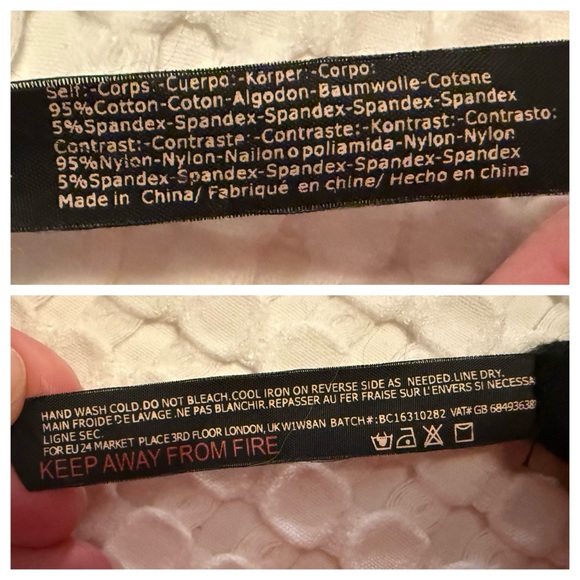 Self:-Corps:-Cuerpo:-Körper:-Corpo:
95%Cotton-Coton-Algodon-Baumwolle-Cotone
5%Spandex-Spandex-Spandex-Spandex-Spandex
Contrast:-Contraste:-Contraste:-Kontrast:-Contrasto:
95%Nylon-Nylon-Nailon o poliamida-Nylon-Nylon
5%Spandex-Spandex-Spandex-Spandex-Spandex
Made in China/ Fabriqué en chine/ Hecho en china
HAND WASH COLD.DO NOT BLEACH.COOL IRON ON REVERSE SIDE AS NEEDED.LINE DRY.
MAIN FROIDE DE LAVAGE .NE PAS BLANCHIR.REPASSER AU FER FRAISE SUR L'ENVERS SI NECESSA
LIGNE SEC.
FOR EU 24 MARKET PLACE 3RD FLOOR LONDON, UK W1W8AN BATCH#:BC16310282 VAT# GB 68493638
KEEP AWAY FROM FIRE